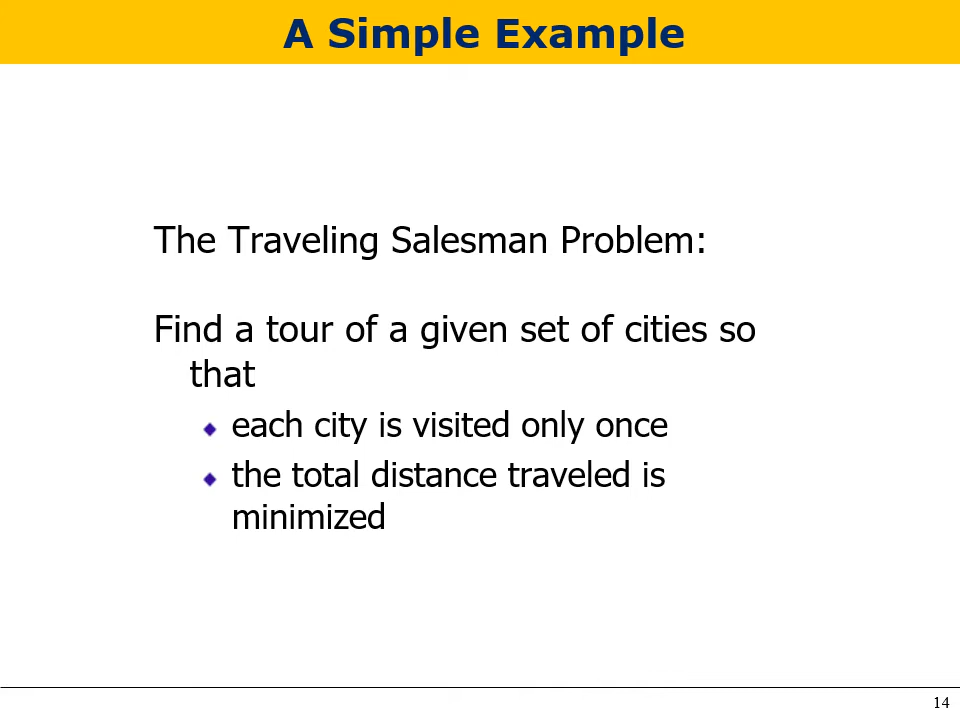 A Simple Example
The Traveling Salesman Problem:
Find a tour of a given set of cities so
that
each city is visited only once
the total distance traveled is
minimized
14